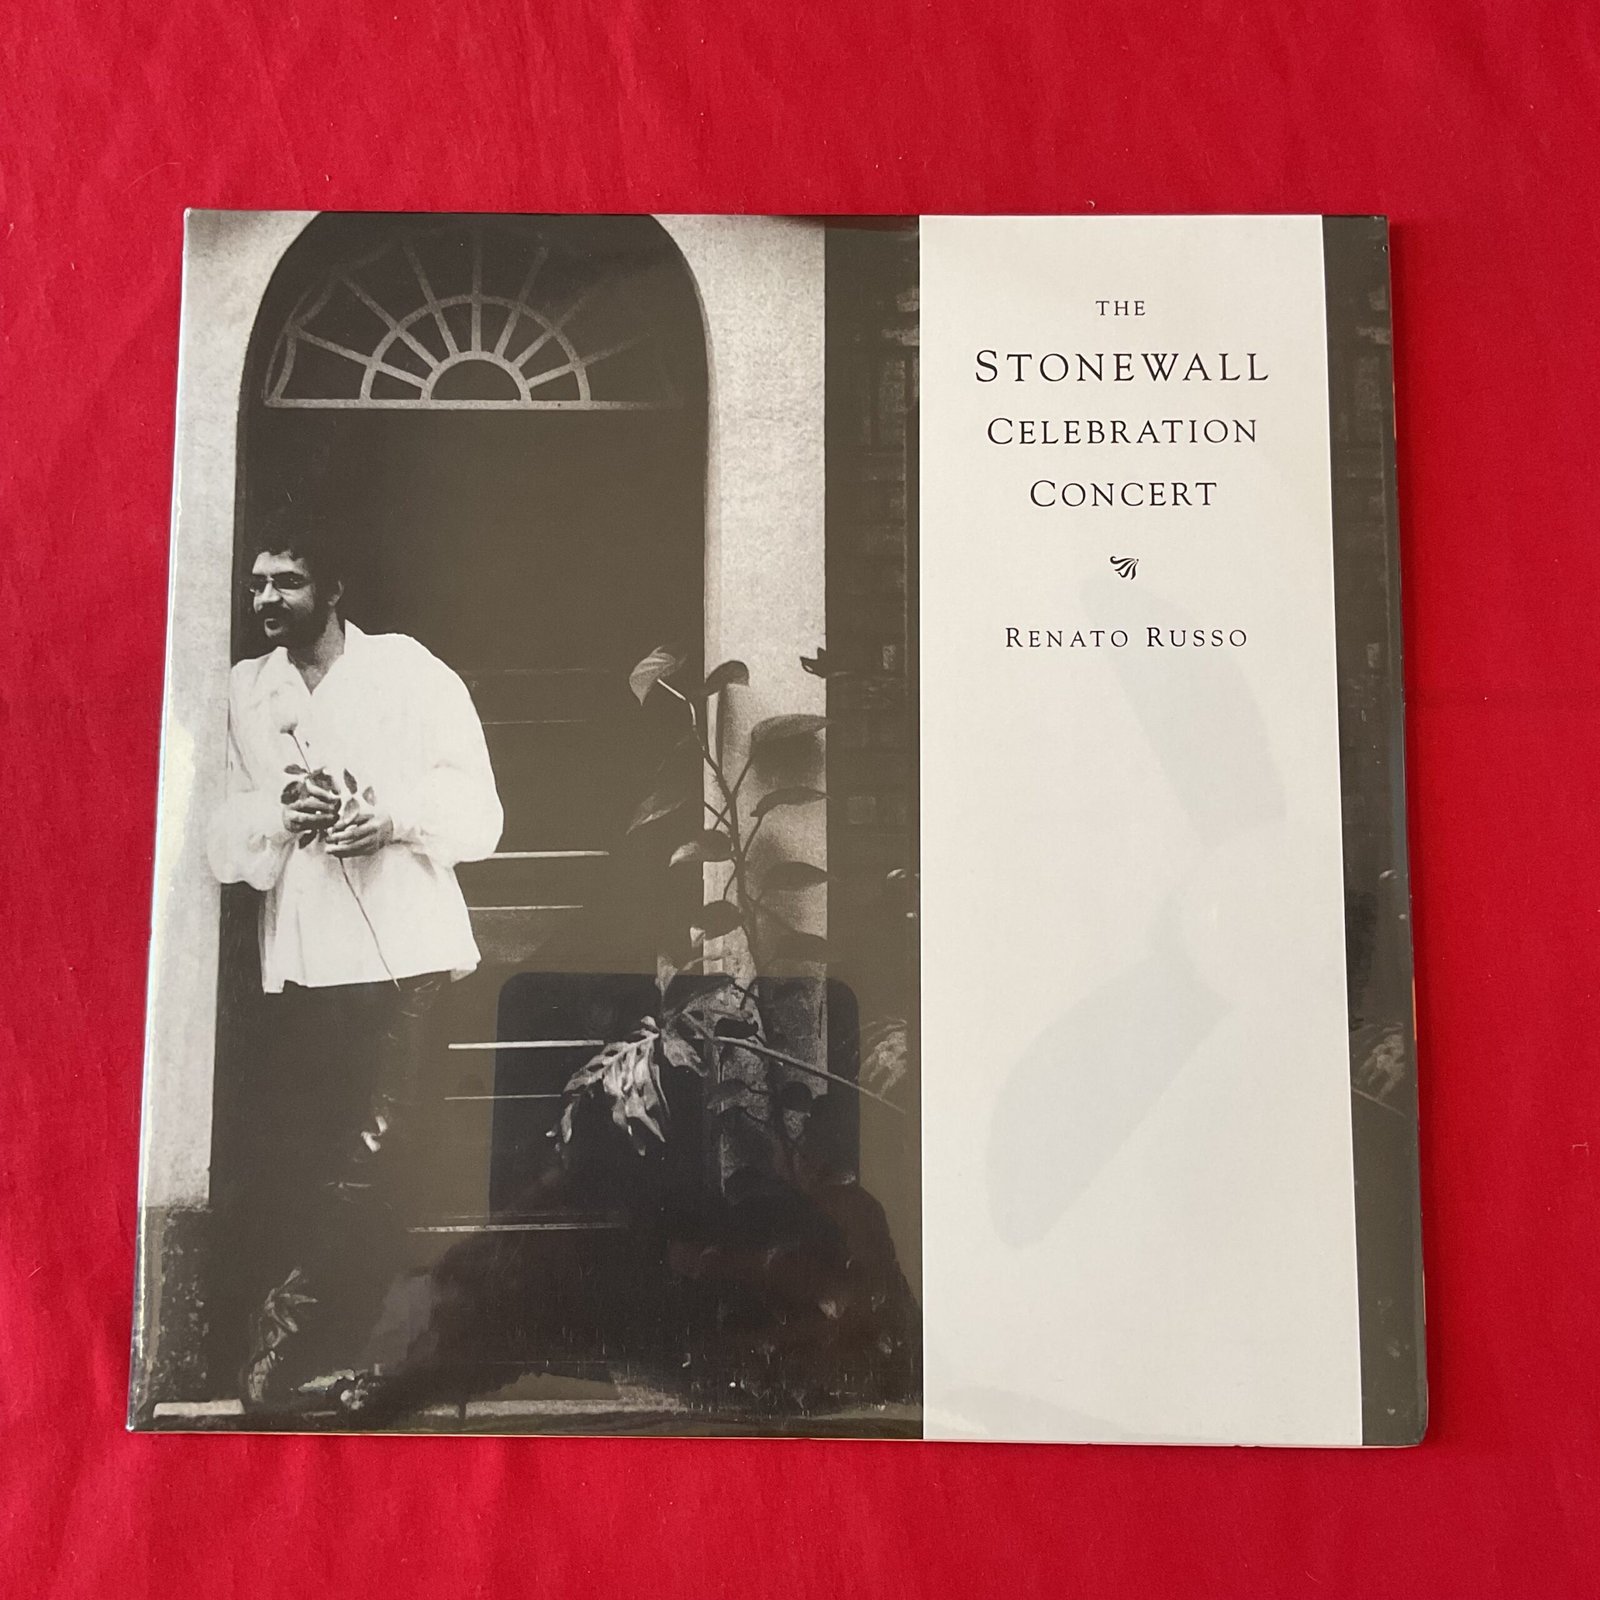 THE
STONEWALL
CELEBRATION
CONCERT
RENATO RUSSO